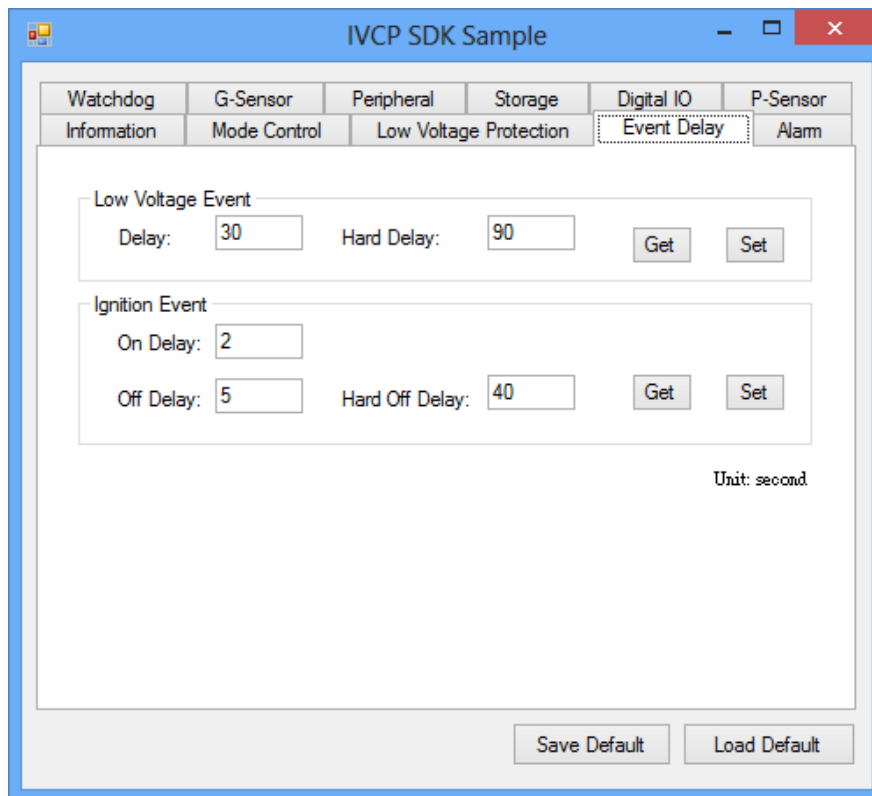 IVCP SDK Sample
Watchdog G-Sensor Peripheral Storage Digital IO P-Sensor
Information Mode Control Low Voltage Protection Event Delay Alarm
Low Voltage Event
Delay: 30 Hard Delay: 90 Get Set
Ignition Event
On Delay: 2
Off Delay: 5 Hard Off Delay: 40 Get Set
Unit: second
Save Default Load Default